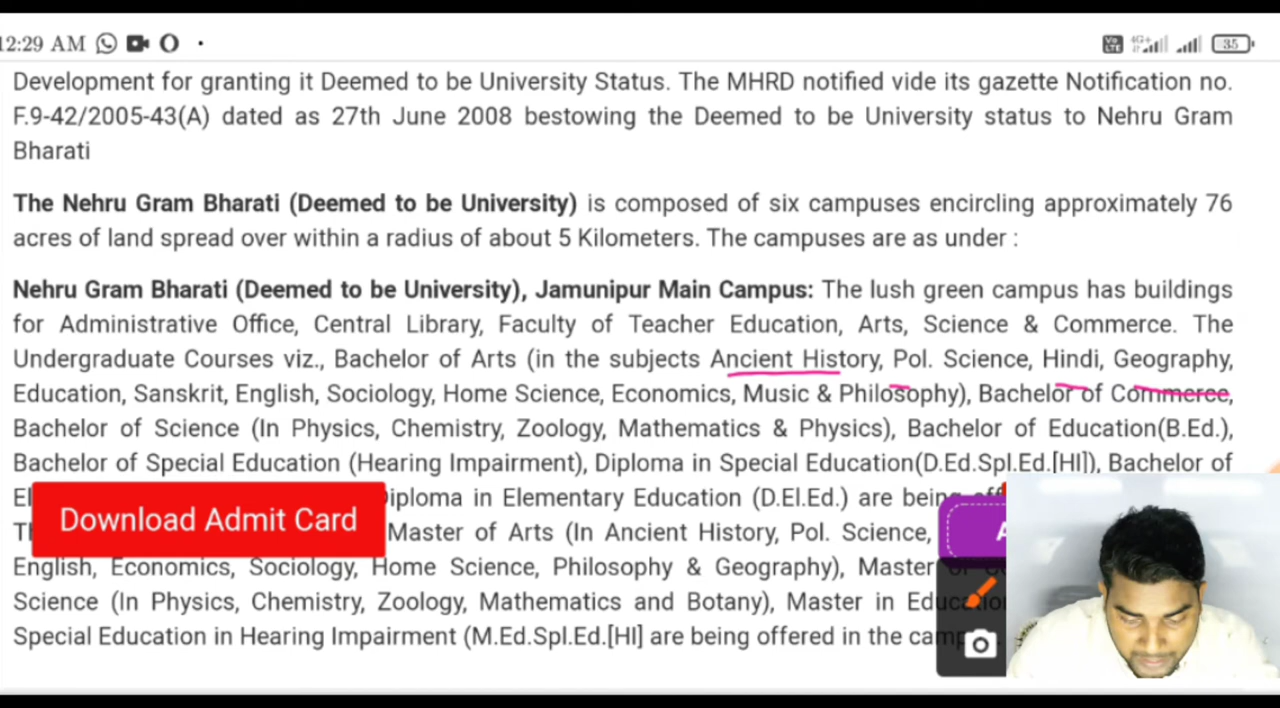 12:29 AM
4G+
35
Development for granting it Deemed to be University Status. The MHRD notified vide its gazette Notification no.
F.9-42/2005-43(A) dated as 27th June 2008 bestowing the Deemed to be University status to Nehru Gram
Bharati
The Nehru Gram Bharati (Deemed to be University) is composed of six campuses encircling approximately 76
acres of land spread over within a radius of about 5 Kilometers. The campuses are as under :
Nehru Gram Bharati (Deemed to be University), Jamunipur Main Campus: The lush green campus has buildings
for Administrative Office, Central Library, Faculty of Teacher Education, Arts, Science & Commerce. The
Undergraduate Courses viz., Bachelor of Arts (in the subjects Ancient History, Pol. Science, Hindi, Geography,
Education, Sanskrit, English, Sociology, Home Science, Economics, Music & Philosophy), Bachelor of Commerce,
Bachelor of Science (In Physics, Chemistry, Zoology, Mathematics & Physics), Bachelor of Education(B.Ed.),
Bachelor of Special Education (Hearing Impairment), Diploma in Special Education(D.Ed.Spl.Ed.[HI]), Bachelor of
Diploma in Elementary Education (D.El.Ed.) are being
Download Admit Card
Master of Arts (In Ancient History, Pol. Science,
English, Economics, Sociology, Home Science, Philosophy & Geography), Master
Science (In Physics, Chemistry, Zoology, Mathematics and Botany), Master in Education
Special Education in Hearing Impairment (M.Ed.Spl.Ed.[HI] are being offered in the